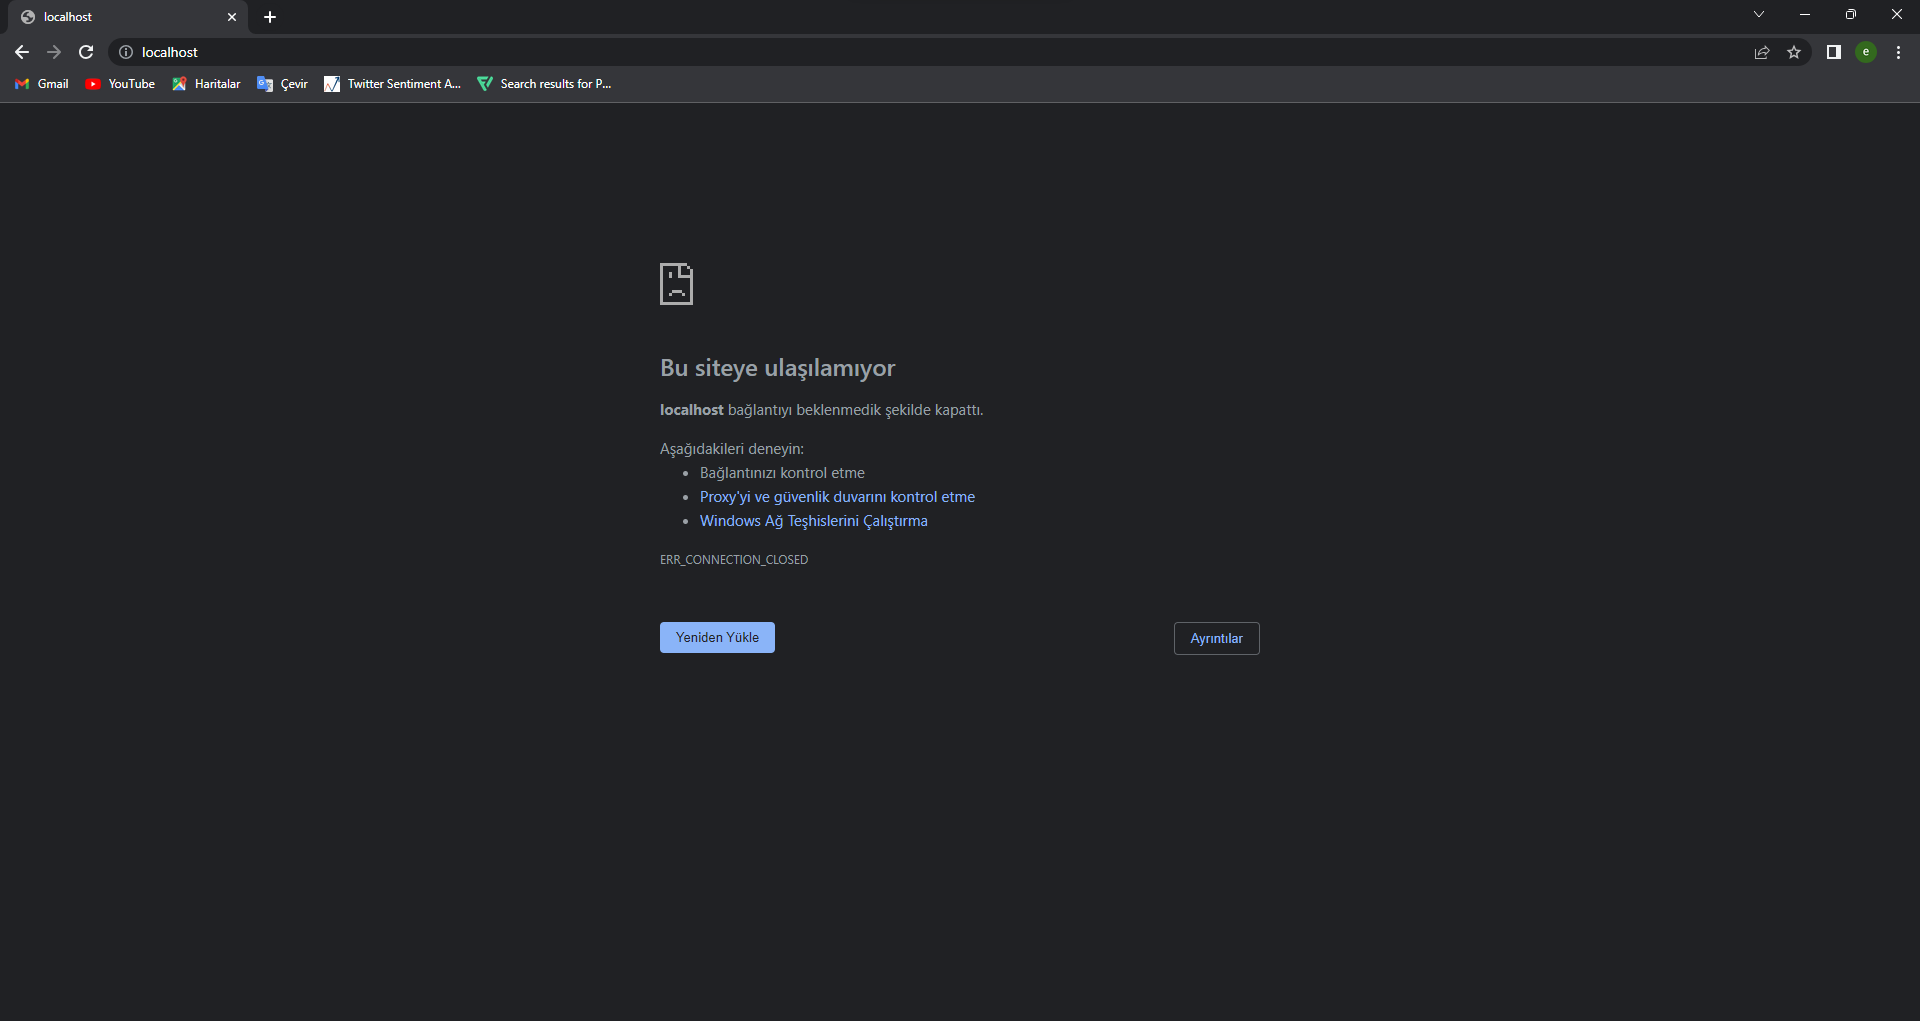 localhost
localhost
Gmail YouTube Haritalar Çevir Twitter Sentiment A... Search results for P...
e
Bu siteye ulaşılamıyor
localhost bağlantıyı beklenmedik şekilde kapattı.
Aşağıdakileri deneyin:
Bağlantınızı kontrol etme
Proxy'yi ve güvenlik duvarını kontrol etme
Windows Ağ Teşhislerini Çalıştırma
ERR_CONNECTION_CLOSED
Yeniden Yükle
Ayrıntılar